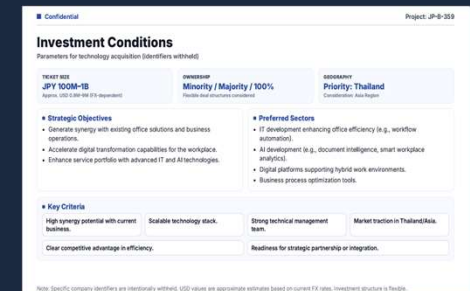 Confidential
Project: JP-B-359
Investment Conditions
Parameters for technology acquisition (identifiers withheld)
TICKET SIZE
JPY 100M–1B
Approx. USD 0.6M–6M (FX-dependent)
OWNERSHIP
Minority / Majority / 100%
Flexible deal structures considered
GEOGRAPHY
Priority: Thailand
Consideration: Asia Region
Strategic Objectives
• Generate synergy with existing office solutions and business
operations.
• Accelerate digital transformation capabilities for the workplace.
• Enhance service portfolio with advanced IT and AI technologies.
Preferred Sectors
• IT development enhancing office efficiency (e.g., workflow
automation).
• AI development (e.g., document intelligence, smart workplace
analytics).
• Digital platforms supporting hybrid work environments.
• Business process optimization tools.
Key Criteria
High synergy potential with current
business.
Scalable technology stack.
Strong technical management
team.
Market traction in Thailand/Asia.
Clear competitive advantage in efficiency.
Readiness for strategic partnership or integration.
Note: Specific company identifiers are intentionally withheld. USD values are approximate estimates based on current FX rates. Investment structure is flexible.